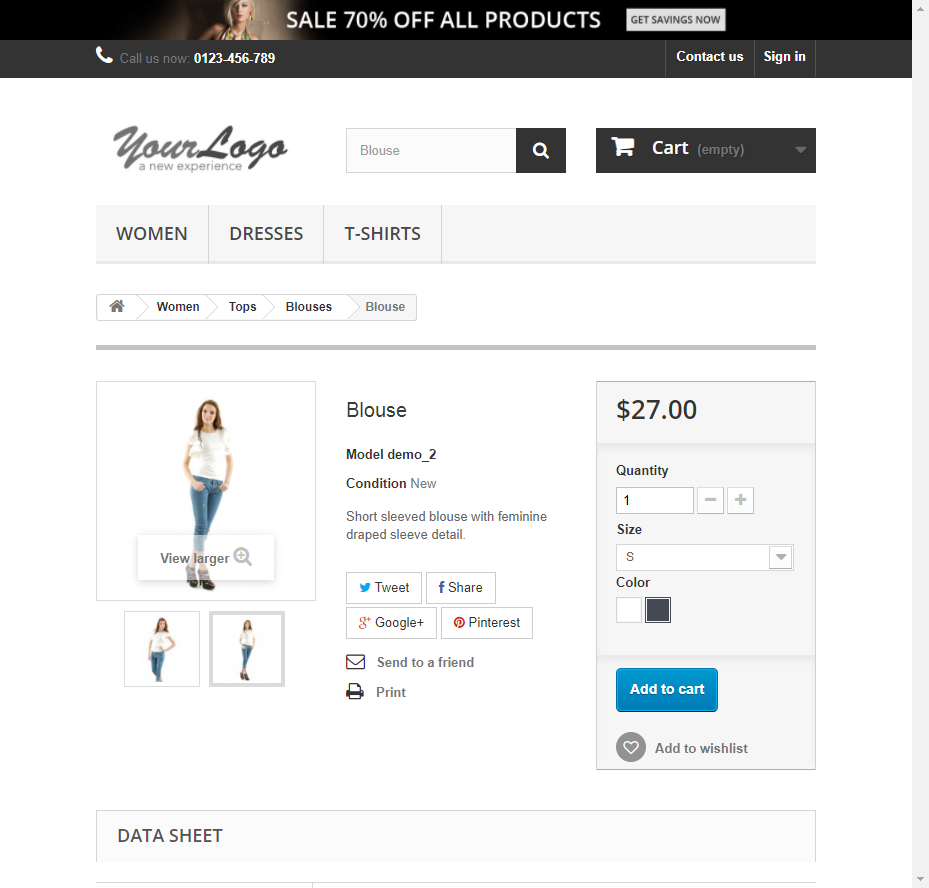 SALE 70% OFF ALL PRODUCTS GET SAVINGS NOW
Call us now: 0123-456-789
Contact us
Sign in
YourLogo
a new experience
Blouse
Cart (empty)
WOMEN
DRESSES
T-SHIRTS
Women
Tops
Blouses
Blouse
View larger
Blouse
Model demo_2
Condition New
Short sleeved blouse with feminine
draped sleeve detail.
Tweet
Share
Google+
Pinterest
Send to a friend
Print
$27.00
Quantity
1
Size
S
Color
Add to cart
Add to wishlist
DATA SHEET